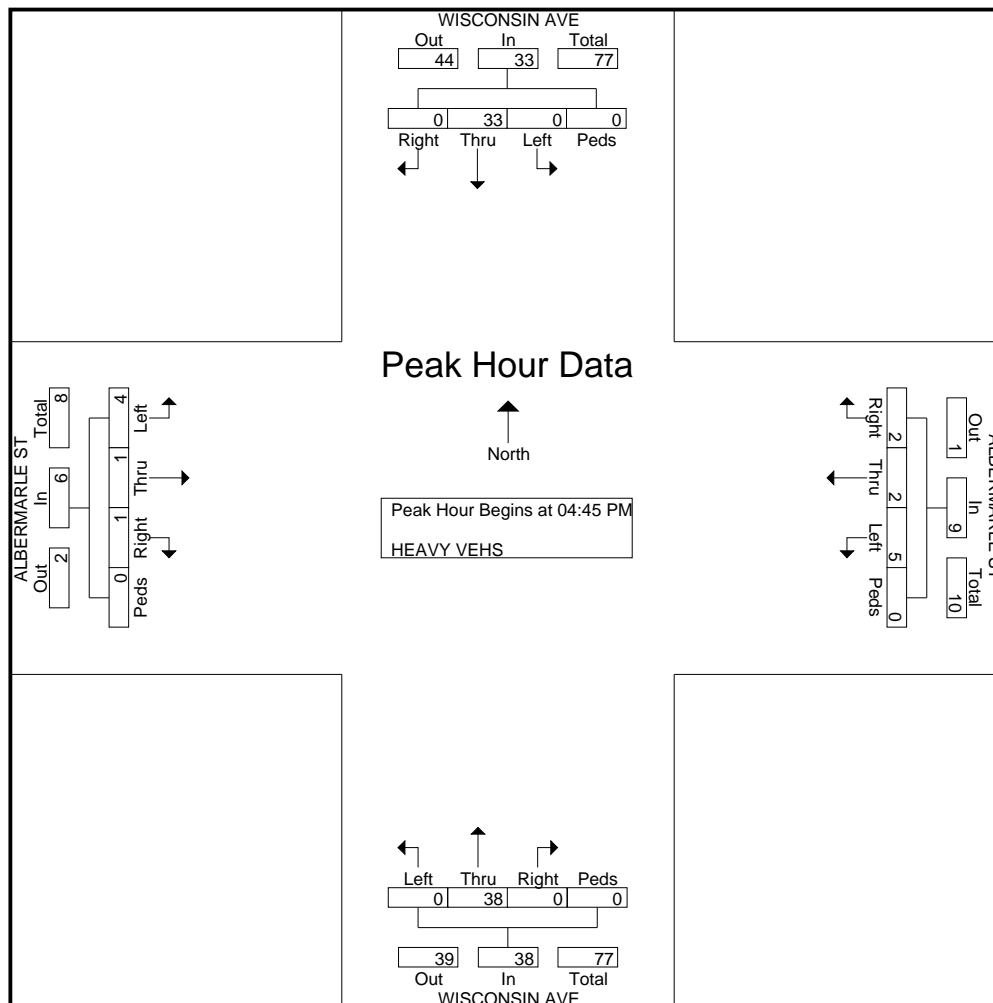 WISCONSIN AVE
Out In Total
44 33 77
0 33 0 0
Right Thru Left Peds
Peak Hour Data
North
Peak Hour Begins at 04:45 PM
HEAVY VEHS
ALBERMARLE ST
Out In Total
2 6 8
Left Thru Right Peds
4 1 1 0
ALBERMARLE ST
Out In Total
1 9 10
Right Thru Left Peds
2 2 5 0
Left Thru Right Peds
0 38 0 0
39 38 77
Out In Total
WISCONSIN AVE